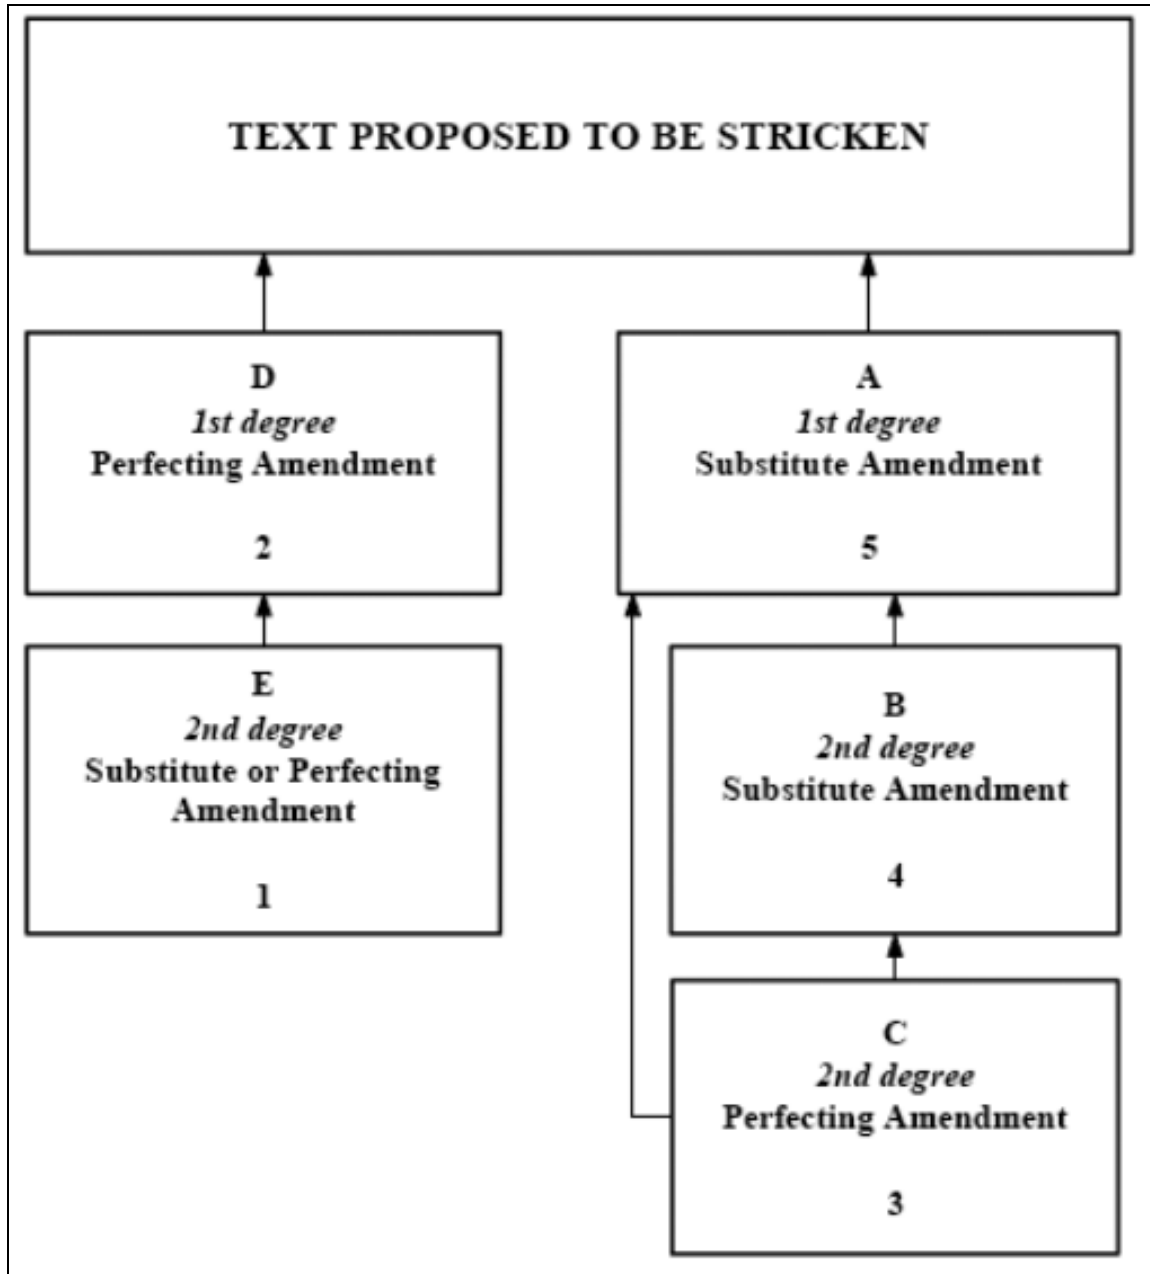 TEXT PROPOSED TO BE STRICKEN
D
1st degree
Perfecting Amendment
2
A
1st degree
Substitute Amendment
5
E
2nd degree
Substitute or Perfecting
Amendment
1
B
2nd degree
Substitute Amendment
4
C
2nd degree
Perfecting Amendment
3